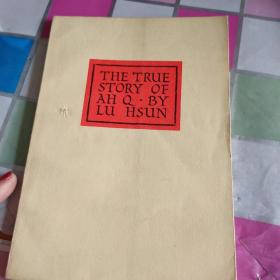 THE TRUE
STORY OF
AH Q · BY
LU HSUN